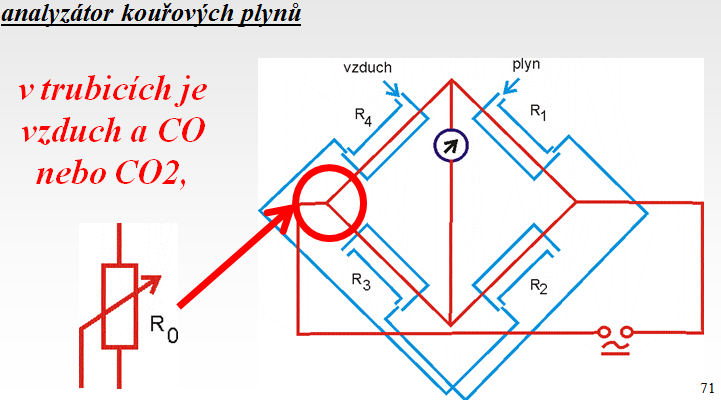 analyzátor kouřových plynů
v trubicích je
vzduch a CO
nebo CO2,
vzduch
plyn
R4
R1
R3
R2
R0
71